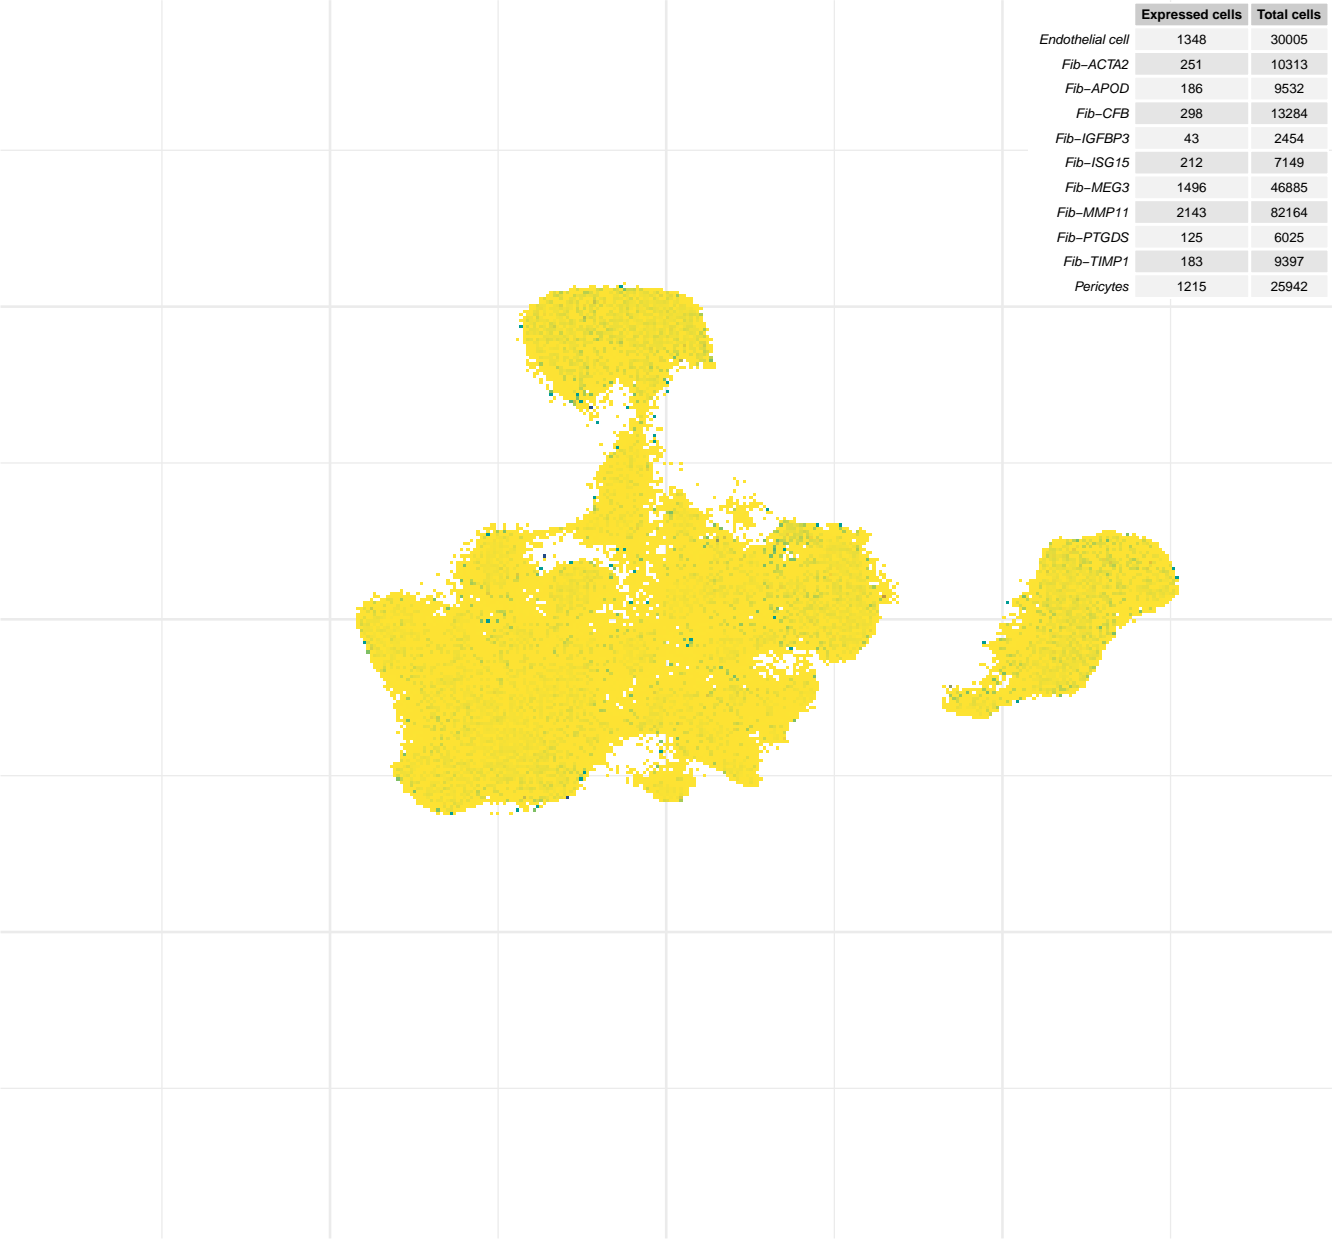 Expressed cells Total cells
Endothelial cell 1348 30005
Fib−ACTA2 251 10313
Fib−APOD 186 9532
Fib−CFB 298 13284
Fib−IGFBP3 43 2454
Fib−ISG15 212 7149
Fib−MEG3 1496 46885
Fib−MMP11 2143 82164
Fib−PTGDS 125 6025
Fib−TIMP1 183 9397
Pericytes 1215 25942